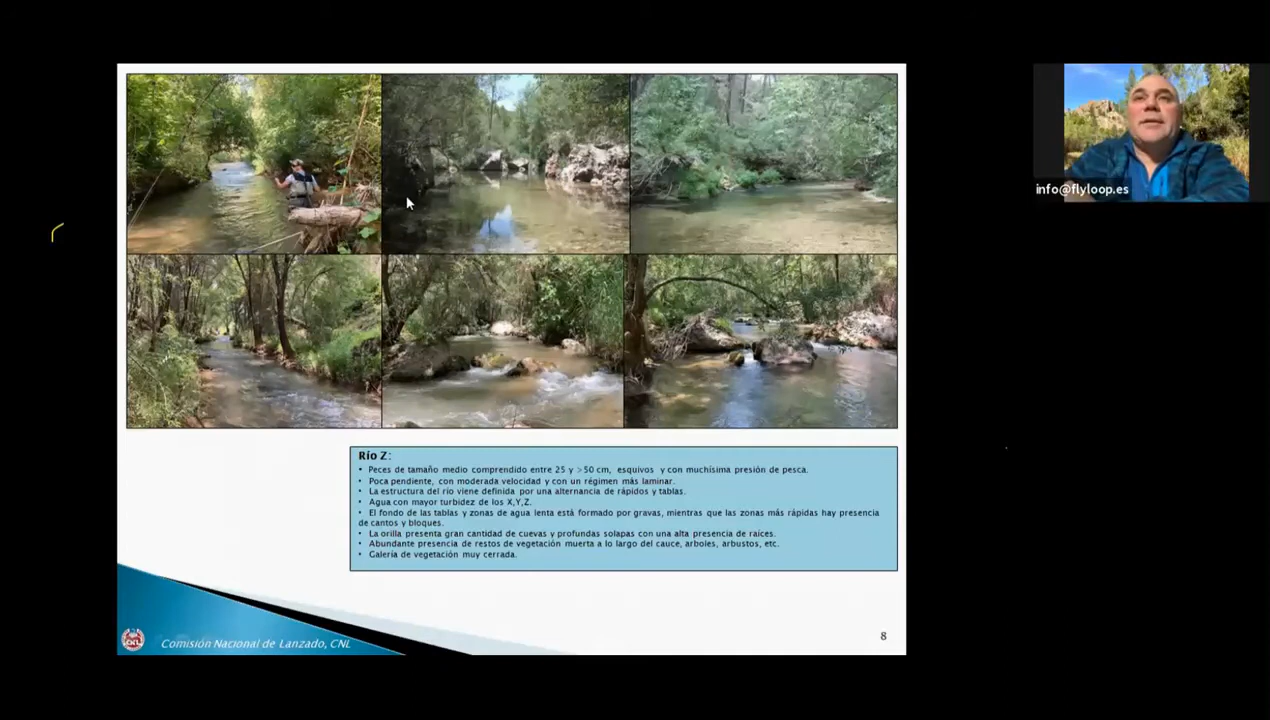 info@flyloop.es
Río Z:
• Peces de tamaño medio comprendido entre 25 y >50 cm, esquivos y con muchísima presión de pesca.
• Poca pendiente, con moderada velocidad y con un régimen más laminar.
• La estructura del río viene definida por una alternancia de rápidos y tablas.
• Agua con mayor turbidez de los X,Y,Z.
• El fondo de las tablas y zonas de agua lenta está formado por gravas, mientras que las zonas más rápidas hay presencia
de cantos y bloques.
• La orilla presenta gran cantidad de cuevas y profundas solapas con una alta presencia de raíces.
• Abundante presencia de restos de vegetación muerta a lo largo del cauce, arboles, arbustos, etc.
• Galería de vegetación muy cerrada.
CNL
Comisión Nacional de Lanzado, CNL
8